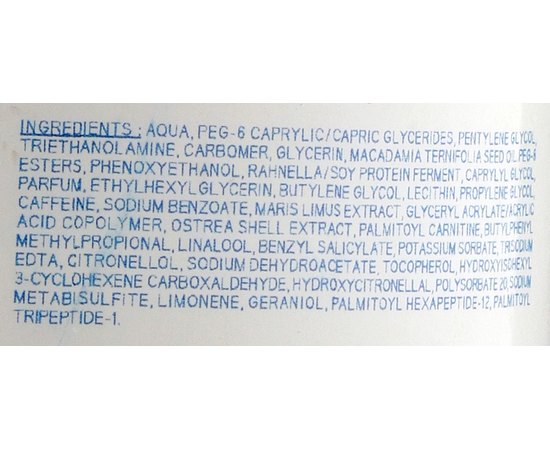 INGREDIENTS : AQUA, PEG-6 CAPRYLIC/CAPRIC GLYCERIDES, PENTYLENE GLYCOL,
TRIETHANOLAMINE, CARBOMER, GLYCERIN, MACADAMIA TERNIFOLIA SEED OIL PEG-8
ESTERS, PHENOXYETHANOL, RAHNELLA/SOY PROTEIN FERMENT, CAPRYLYL GLYCOL,
PARFUM, ETHYLHEXYLGLYCERIN, BUTYLENE GLYCOL, LECITHIN, PROPYLENE GLYCOL,
CAFFEINE, SODIUM BENZOATE, MARIS LIMUS EXTRACT, GLYCERYL ACRYLATE/ACRYLIC
ACID COPOLYMER, OSTREA SHELL EXTRACT, PALMITOYL CARNITINE, BUTYLPHENYL
METHYLPROPIONAL, LINALOOL, BENZYL SALICYLATE, POTASSIUM SORBATE, TRISODIUM
EDTA, CITRONELLOL, SODIUM DEHYDROACETATE, TOCOPHEROL, HYDROXYISOHEXYL
3-CYCLOHEXENE CARBOXALDEHYDE, HYDROXYCITRONELLAL, POLYSORBATE 20, SODIUM
METABISULFITE, LIMONENE, GERANIOL, PALMITOYL HEXAPEPTIDE-12, PALMITOYL
TRIPEPTIDE-1.